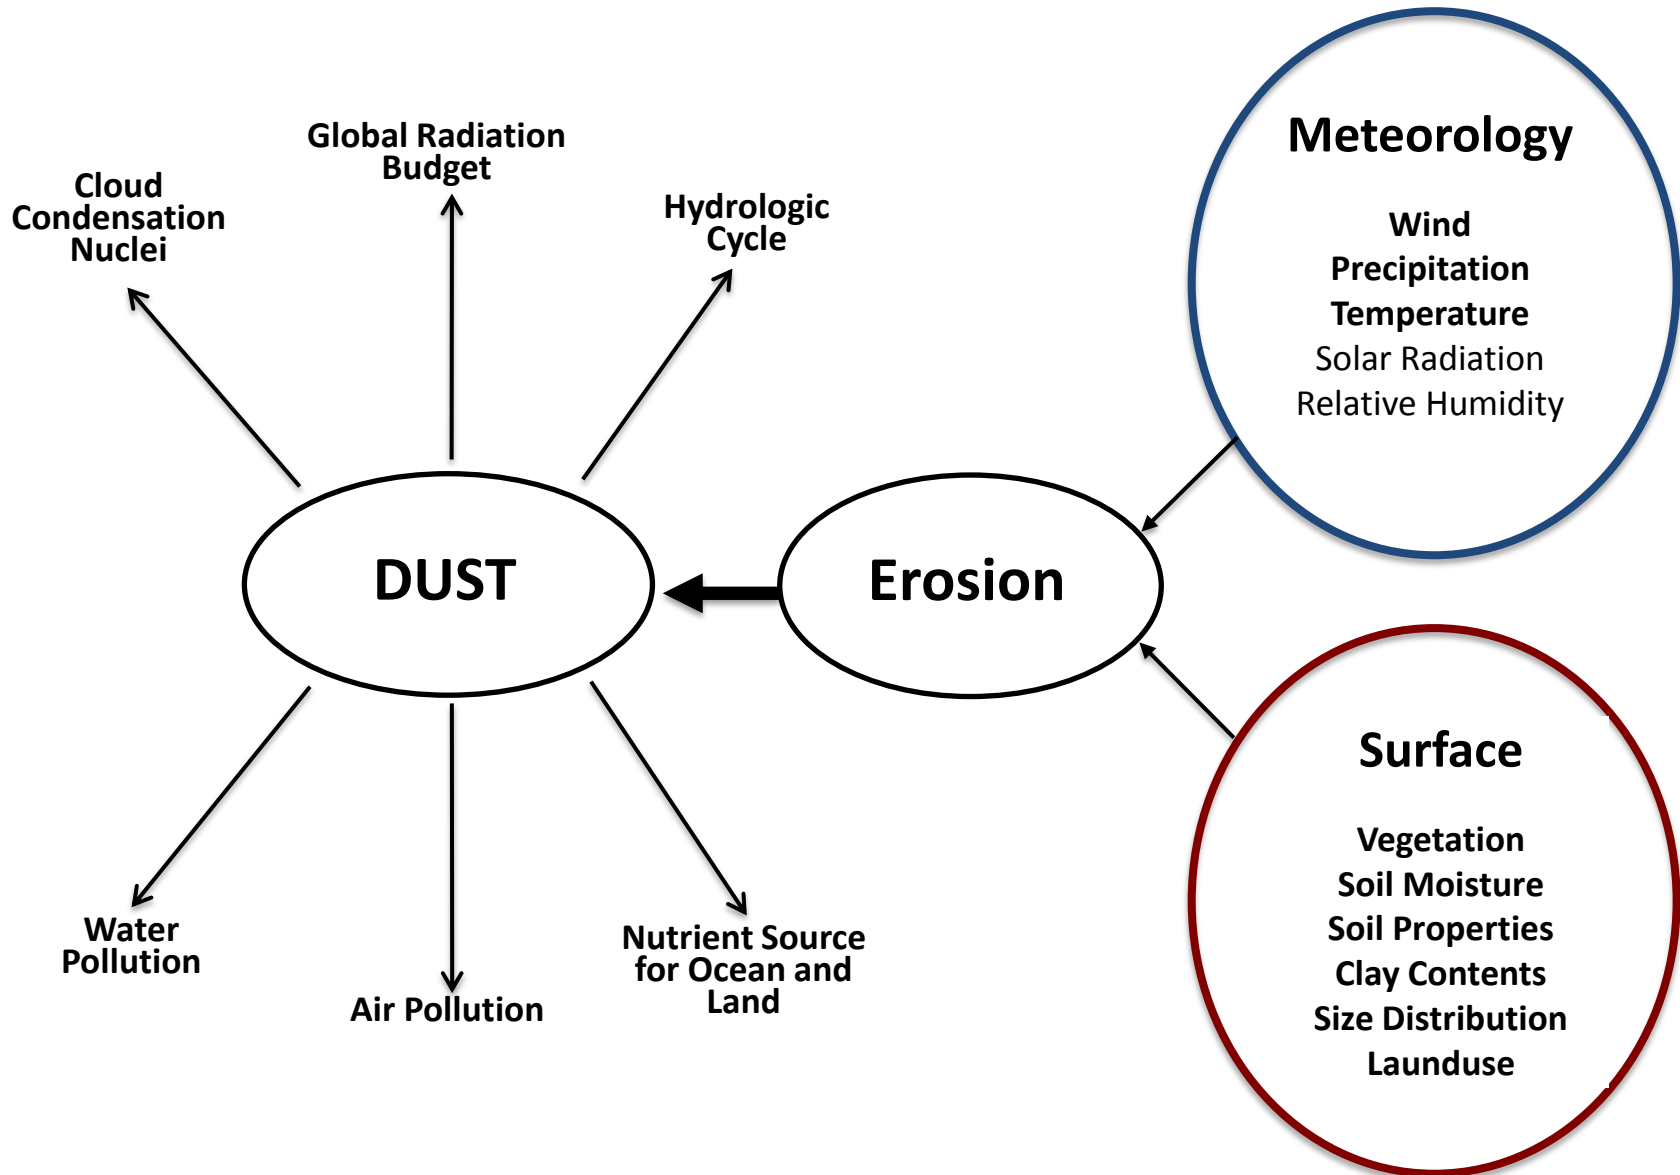 Cloud
Condensation
Nuclei
Global Radiation
Budget
Hydrologic
Cycle
Meteorology
Wind
Precipitation
Temperature
Solar Radiation
Relative Humidity
DUST
Erosion
Surface
Vegetation
Soil Moisture
Soil Properties
Clay Contents
Size Distribution
Launduse
Water
Pollution
Air Pollution
Nutrient Source
for Ocean and
Land